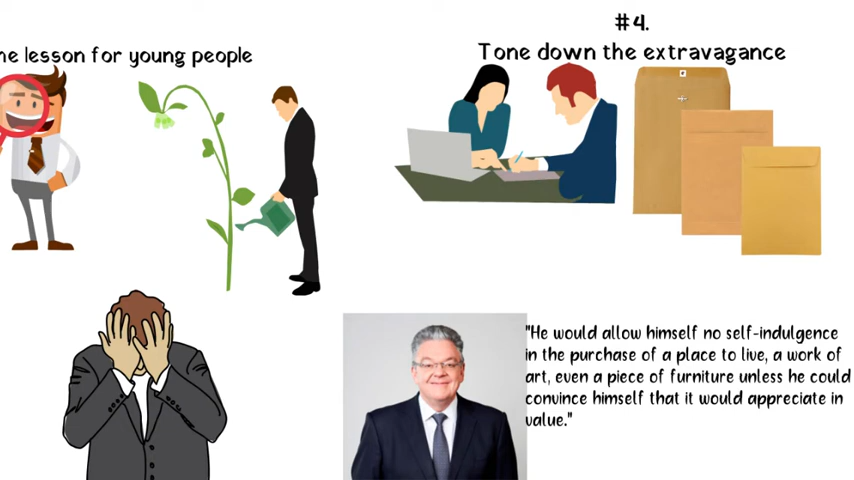 #4.
Tone down the extravagance
lesson for young people
"He would allow himself no self-indulgence
in the purchase of a place to live, a work of
art, even a piece of furniture unless he could
convince himself that it would appreciate in
value."